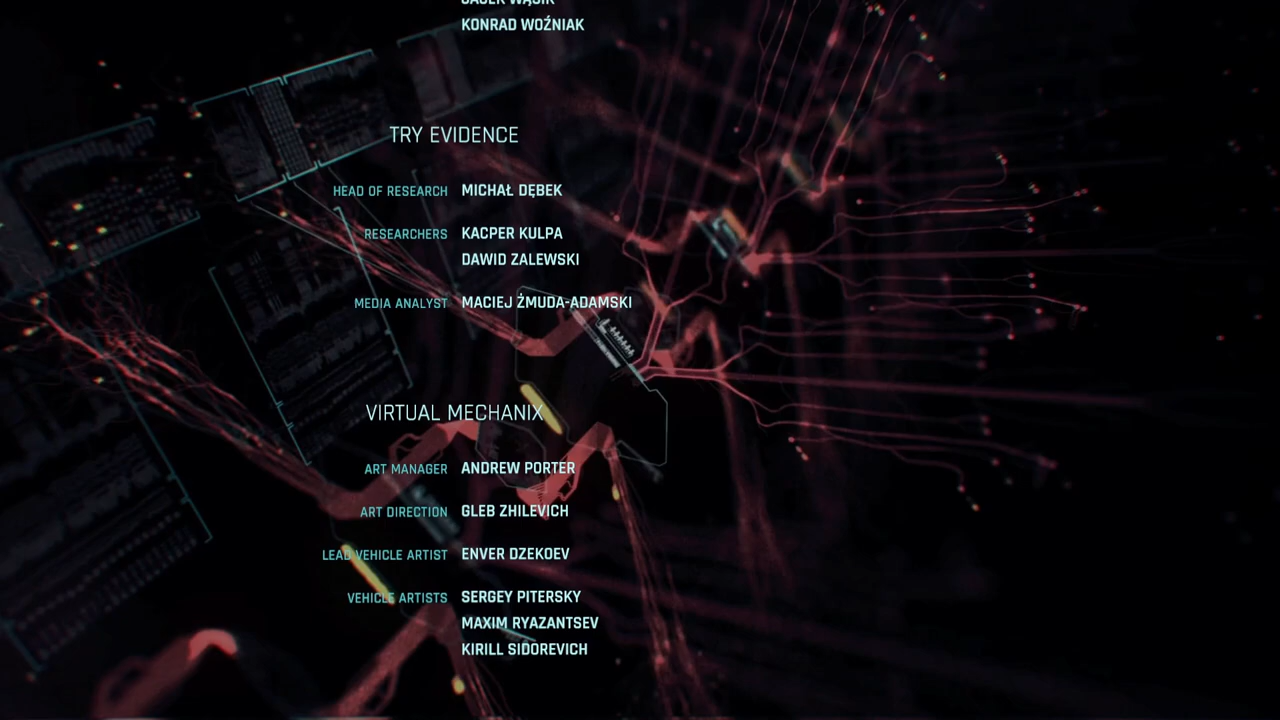 JACEK WĄSIK
KONRAD WOŹNIAK
TRY EVIDENCE
HEAD OF RESEARCH MICHAŁ DĘBEK
RESEARCHERS KACPER KULPA
DAWID ZALEWSKI
MEDIA ANALYST MACIEJ ŻMUDA-ADAMSKI
VIRTUAL MECHANIX
ART MANAGER ANDREW PORTER
ART DIRECTION GLEB ZHILEVICH
LEAD VEHICLE ARTIST ENVER DZEKOEV
VEHICLE ARTISTS SERGEY PITERSKY
MAXIM RYAZANTSEV
KIRILL SIDOREVICH